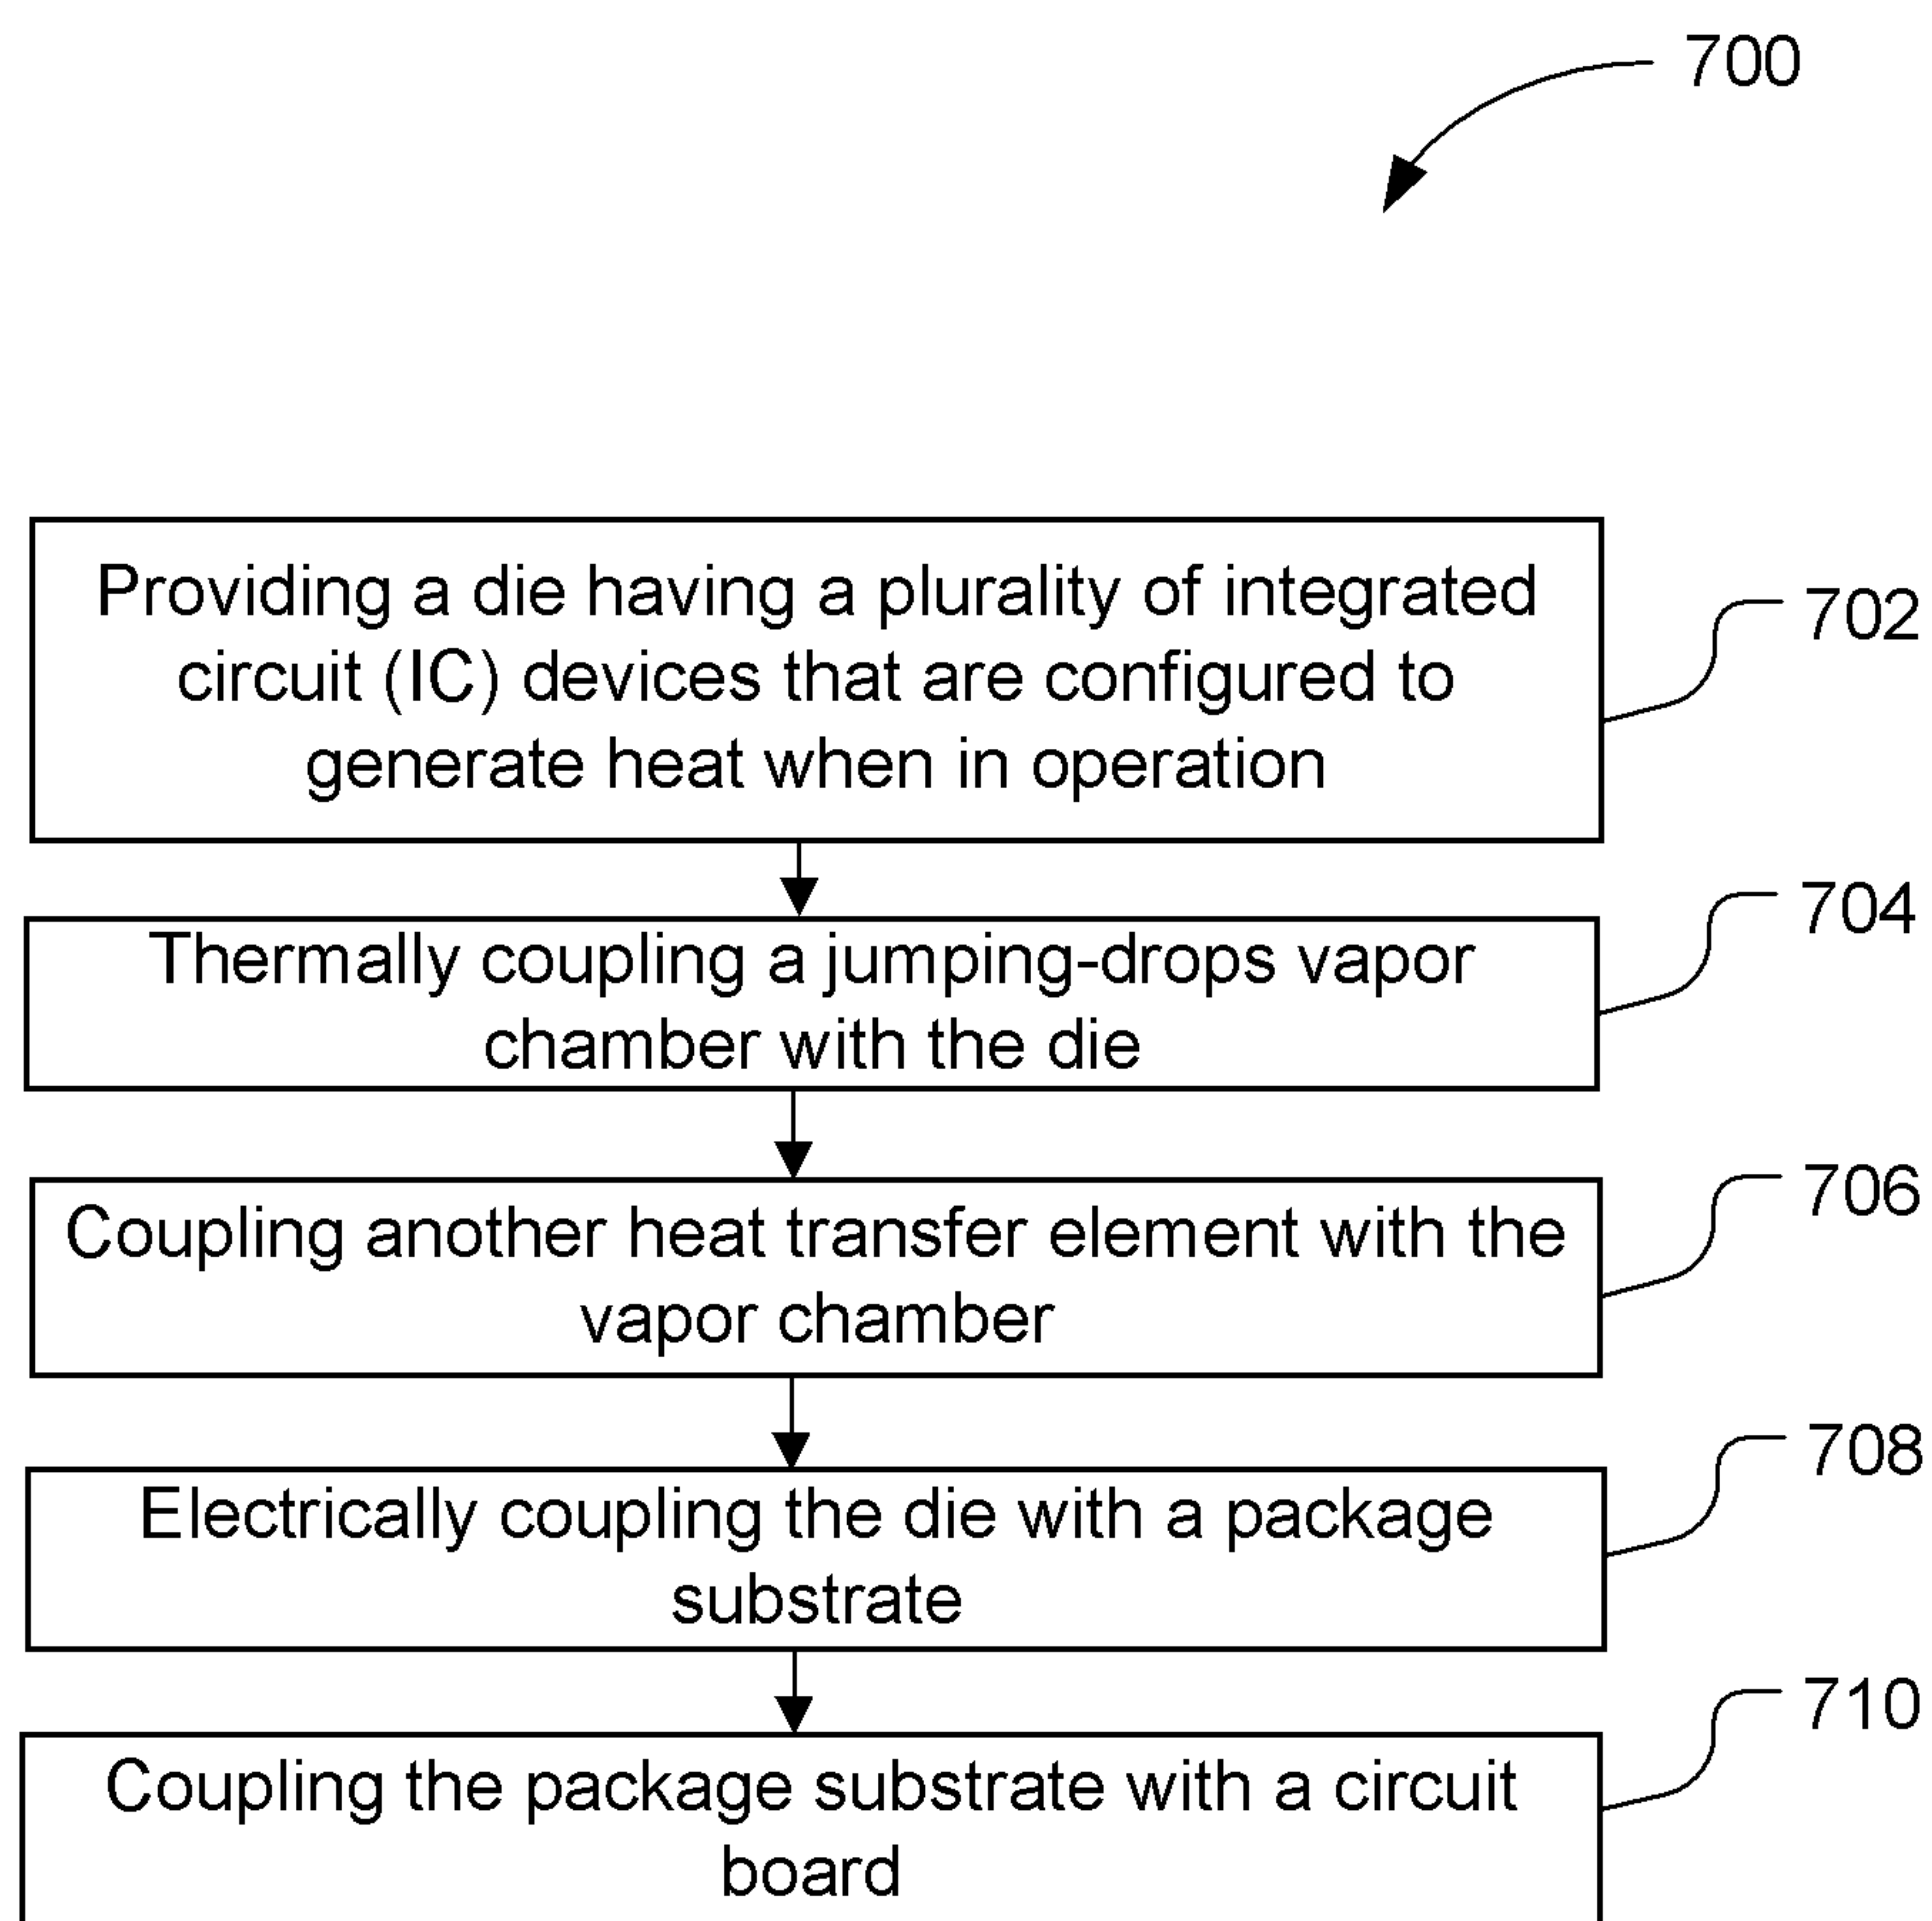 700
Providing a die having a plurality of integrated
circuit (IC) devices that are configured to
generate heat when in operation
702
Thermally coupling a jumping-drops vapor
chamber with the die
704
Coupling another heat transfer element with the
vapor chamber
706
Electrically coupling the die with a package
substrate
708
Coupling the package substrate with a circuit
board
710